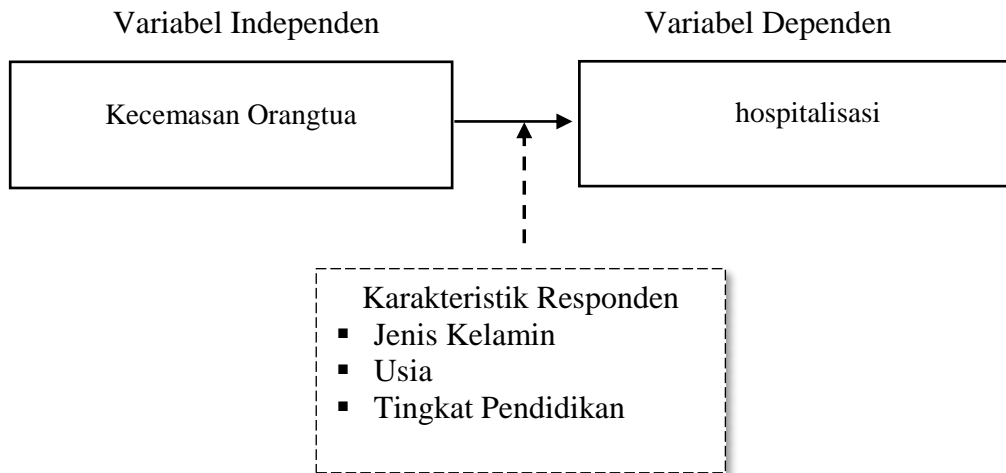 Variabel Independen
Variabel Dependen
Kecemasan Orangtua
hospitalisasi
Karakteristik Responden
▪ Jenis Kelamin
▪ Usia
▪ Tingkat Pendidikan